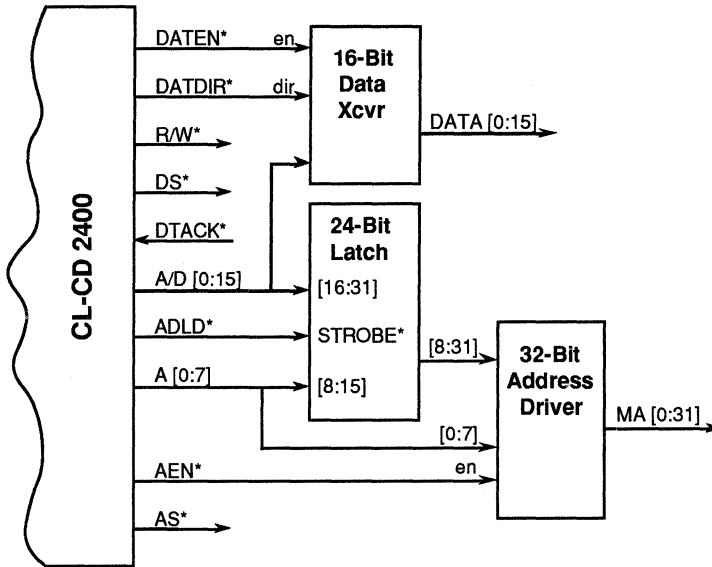 CL-CD 2400
DATEN*
en
DATDIR*
dir
R/W*
DS*
DTACK*
A/D [0:15]
ADLD*
A [0:7]
AEN*
AS*
16-Bit
Data
Xcvr
DATA [0:15]
24-Bit
Latch
[16:31]
STROBE*
[8:15]
[8:31]
[0:7]
en
32-Bit
Address
Driver
MA [0:31]